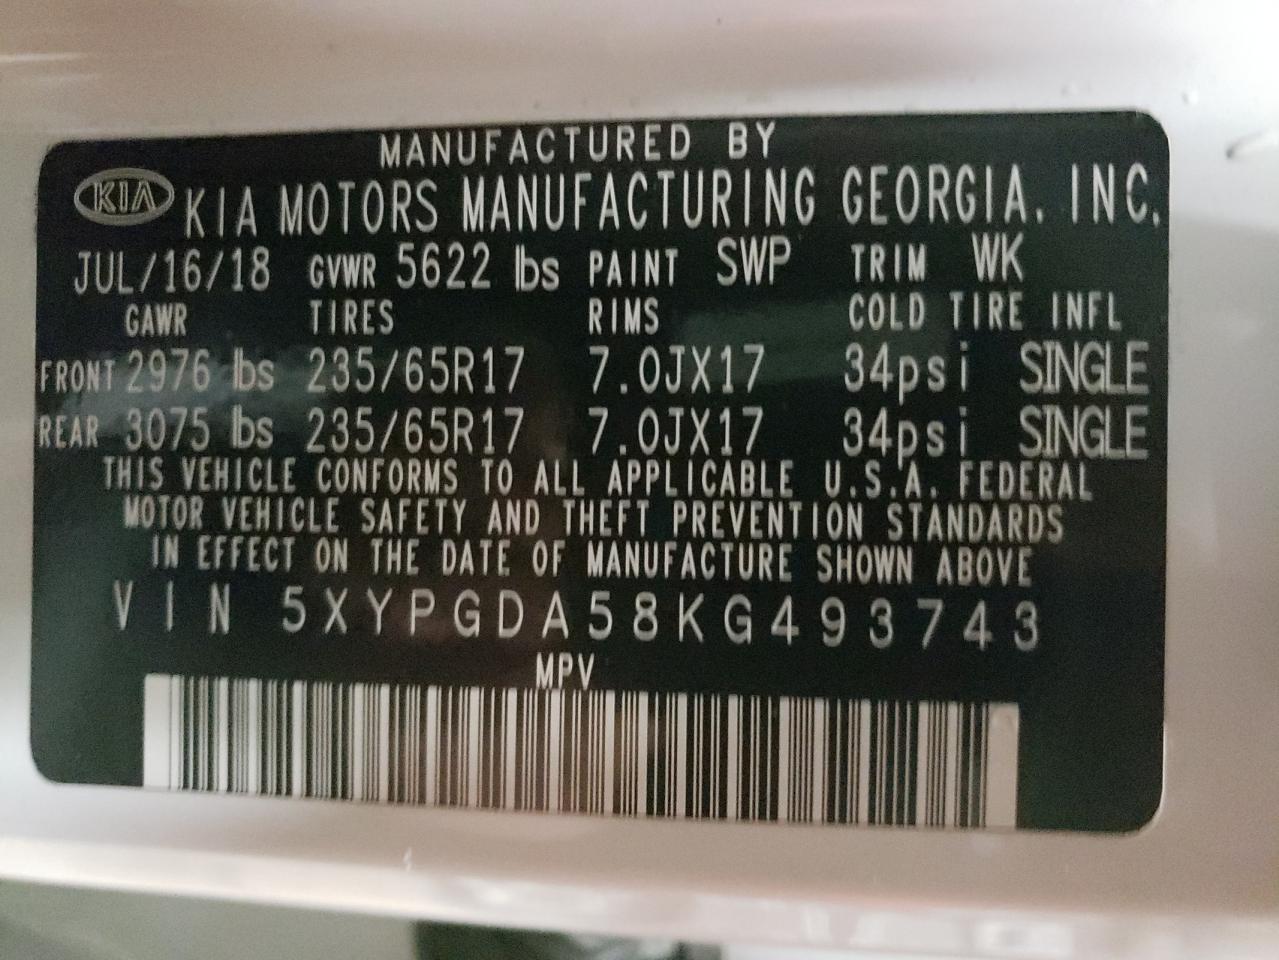 MANUFACTURED BY
KIA KIA MOTORS MANUFACTURING GEORGIA. INC.
JUL/16/18 GVWR 5622 lbs PAINT SWP TRIM WK
GAWR TIRES RIMS COLD TIRE INFL
FRONT 2976 lbs 235/65R17 7.0JX17 34psi SINGLE
REAR 3075 lbs 235/65R17 7.0JX17 34psi SINGLE
THIS VEHICLE CONFORMS TO ALL APPLICABLE U.S.A. FEDERAL
MOTOR VEHICLE SAFETY AND THEFT PREVENTION STANDARDS
IN EFFECT ON THE DATE OF MANUFACTURE SHOWN ABOVE
VIN 5XYPGDA58KG493743
MPV